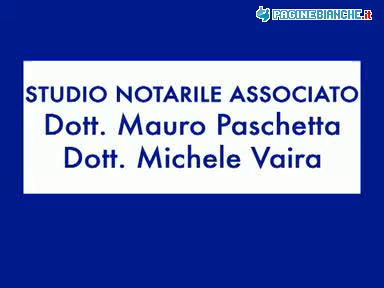 PAGINEBIANCHE.it
STUDIO NOTARILE ASSOCIATO
Dott. Mauro Paschetta
Dott. Michele Vaira